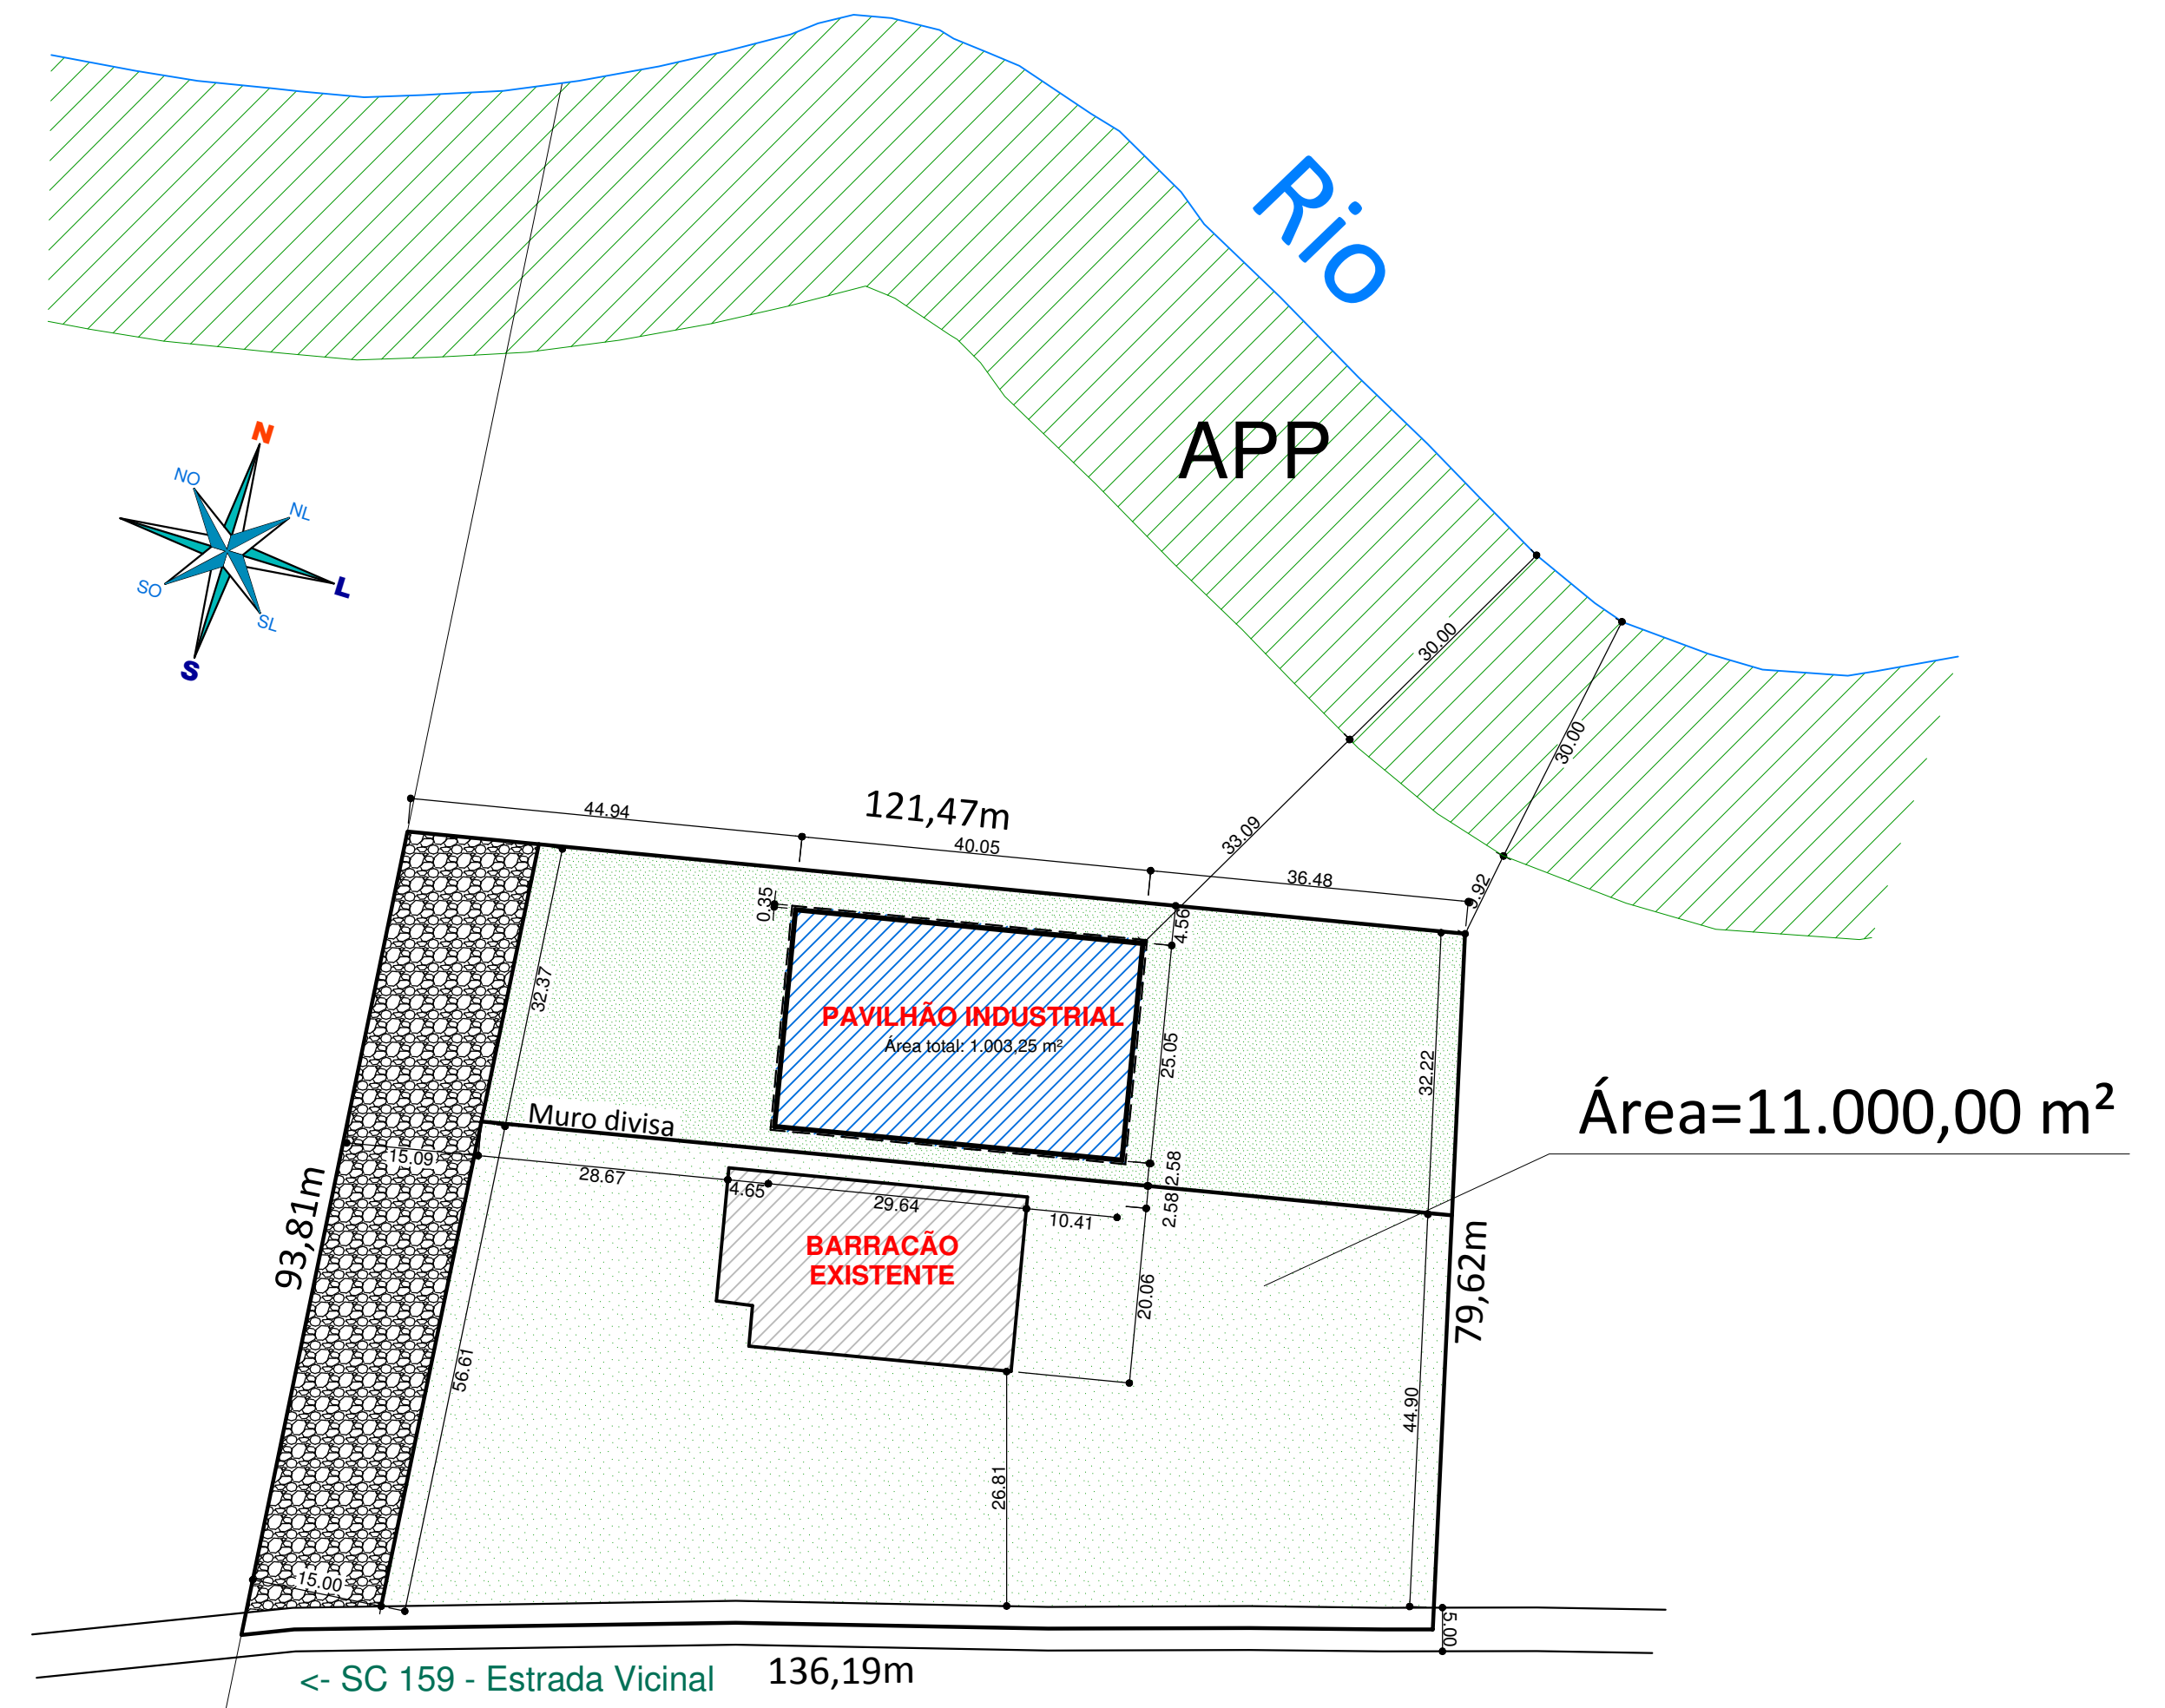 Rio
APP
N
NO
NL
SO
L
SL
S
30.00
30.00
44.94
121,47m
40.05
33.09
36.48
0.35
4.56
32.37
PAVILHÃO INDUSTRIAL
Área total: 1.003,25 m²
25.05
32.22
Área=11.000,00 m²
Muro divisa
15.09
28.67
4.65
29.64
10.41
2.58
2.58
93,81m
BARRACÃO
EXISTENTE
20.06
79,62m
56.61
44.90
26.81
15.00
5.00
<- SC 159 - Estrada Vicinal
136,19m